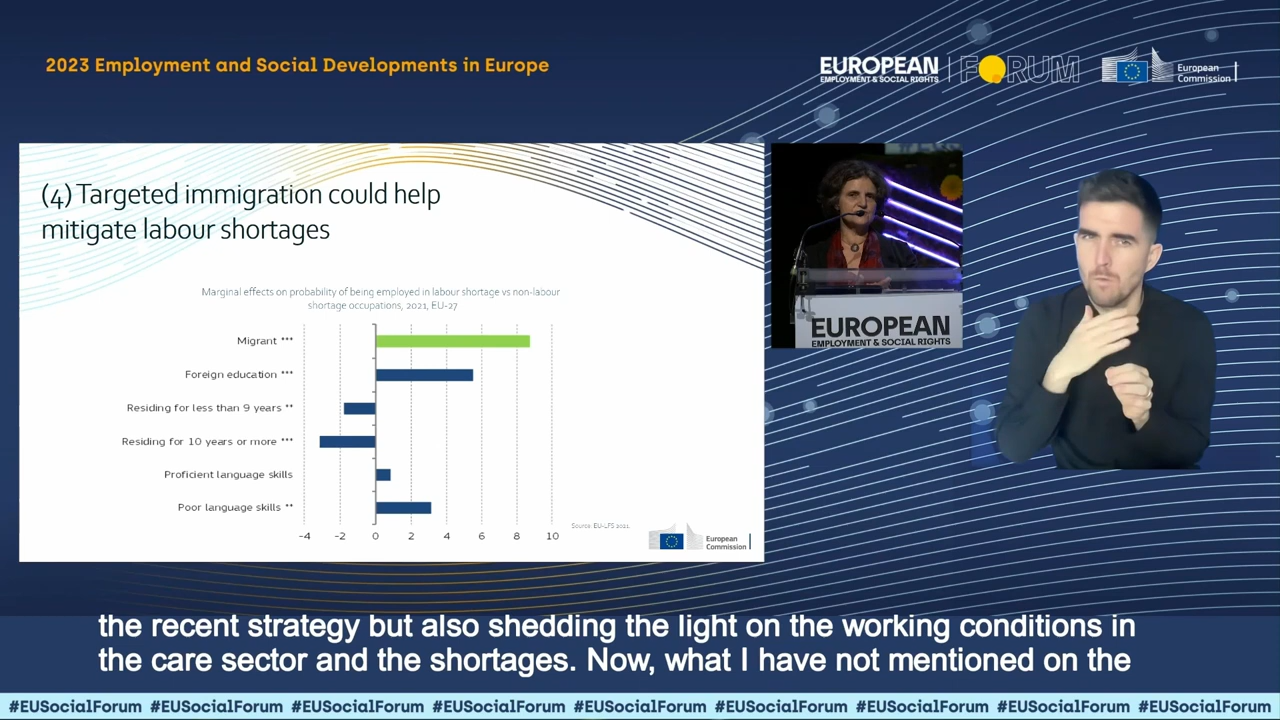 2023 Employment and Social Developments in Europe
EUROPEAN
EMPLOYMENT & SOCIAL RIGHTS
FORUM
European
Commission
(4) Targeted immigration could help
mitigate labour shortages
Marginal effects on probability of being employed in labour shortage vs non-labour
shortage occupations, 2021, EU-27
Migrant ***
Foreign education ***
Residing for less than 9 years **
Residing for 10 years or more ***
Proficient language skills
Poor language skills **
-4 -2 0 2 4 6 8 10
Source: EU-LFS 2021.
European
Commission
EUROPEAN
EMPLOYMENT & SOCIAL RIGHTS
the recent strategy but also shedding the light on the working conditions in
the care sector and the shortages. Now, what I have not mentioned on the
#EUSocialForum #EUSocialForum #EUSocialForum #EUSocialForum #EUSocialForum #EUSocialForum #EUSocialForum #EUSocialForum #EUSocialForum